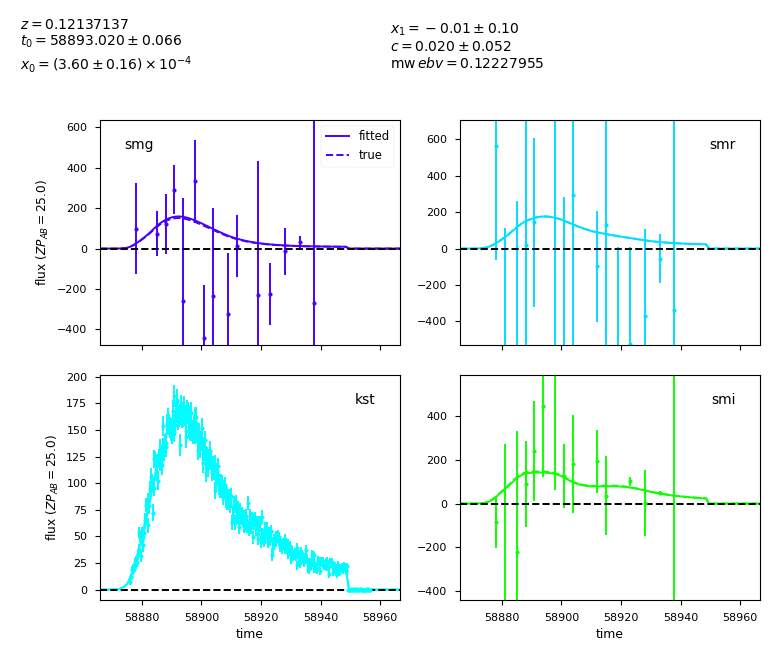 z = 0.12137137
t₀ = 58893.020 ± 0.066
x₀ = (3.60 ± 0.16) × 10⁻⁴
x₁ = −0.01 ± 0.10
c = 0.020 ± 0.052
mw ebv = 0.12227955
smg
fitted
true
600
400
200
0
−200
−400
flux (ZP_AB = 25.0)
smr
600
400
200
0
−200
−400
kst
200
175
150
125
100
75
50
25
0
flux (ZP_AB = 25.0)
58880 58900 58920 58940 58960
time
smi
400
200
0
−200
−400
58880 58900 58920 58940 58960
time